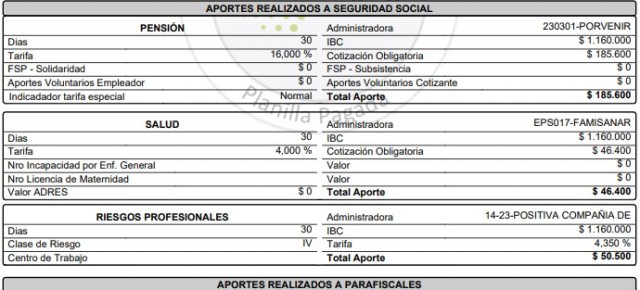 APORTES REALIZADOS A SEGURIDAD SOCIAL
PENSIÓN Administradora 230301-PORVENIR
Dias 30 IBC $ 1.160.000
Tarifa 16,000 % Cotización Obligatoria $ 185.600
FSP - Solidaridad $ 0 FSP - Subsistencia $ 0
Aportes Voluntarios Empleador $ 0 Aportes Voluntarios Cotizante $ 0
Indicadador tarifa especial Normal Total Aporte $ 185.600
Planilla Pagada
SALUD Administradora EPS017-FAMISANAR
Dias 30 IBC $ 1.160.000
Tarifa 4,000 % Cotización Obligatoria $ 46.400
Nro Incapacidad por Enf. General Valor $ 0
Nro Licencia de Maternidad Valor $ 0
Valor ADRES $ 0 Total Aporte $ 46.400
RIESGOS PROFESIONALES Administradora 14-23-POSITIVA COMPAÑIA DE
Dias 30 IBC $ 1.160.000
Clase de Riesgo IV Tarifa 4,350 %
Centro de Trabajo Total Aporte $ 50.500
APORTES REALIZADOS A PARAFISCALES